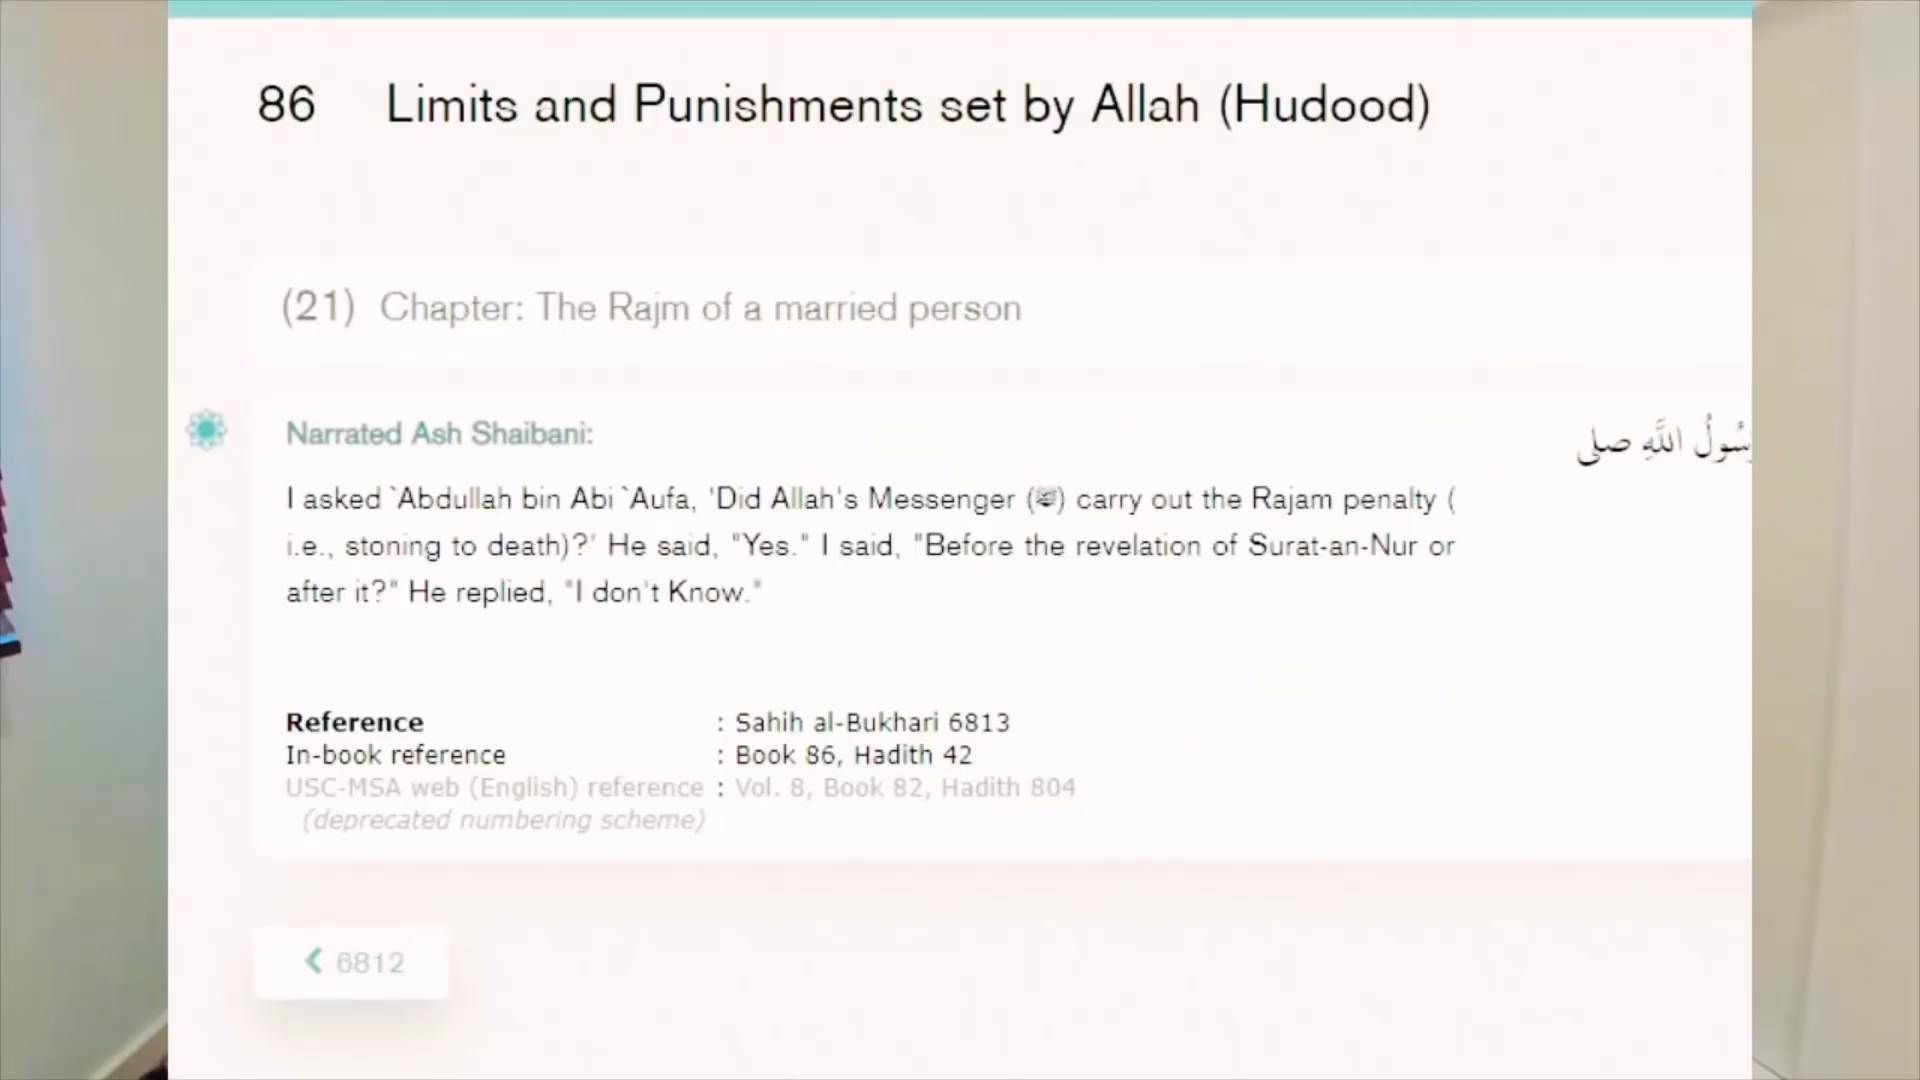 86 Limits and Punishments set by Allah (Hudood)
(21) Chapter: The Rajm of a married person
Narrated Ash Shaibani:
سُولُ اللَّهِ صلى
I asked `Abdullah bin Abi `Aufa, 'Did Allah's Messenger (ﷺ) carry out the Rajam penalty (
i.e., stoning to death)?' He said, "Yes." I said, "Before the revelation of Surat-an-Nur or
after it?" He replied, "I don't Know."
Reference : Sahih al-Bukhari 6813
In-book reference : Book 86, Hadith 42
USC-MSA web (English) reference : Vol. 8, Book 82, Hadith 804
(deprecated numbering scheme)
6812